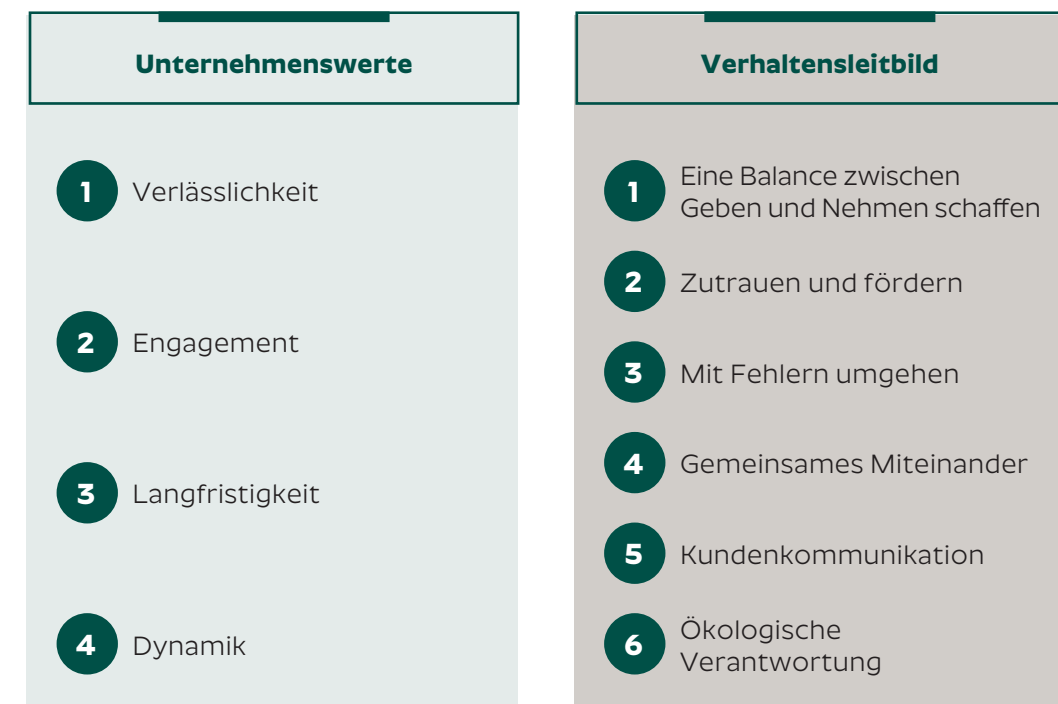 Unternehmenswerte
1 Verlässlichkeit
2 Engagement
3 Langfristigkeit
4 Dynamik
Verhaltensleitbild
1 Eine Balance zwischen
Geben und Nehmen schaffen
2 Zutrauen und fördern
3 Mit Fehlern umgehen
4 Gemeinsames Miteinander
5 Kundenkommunikation
6 Ökologische
Verantwortung